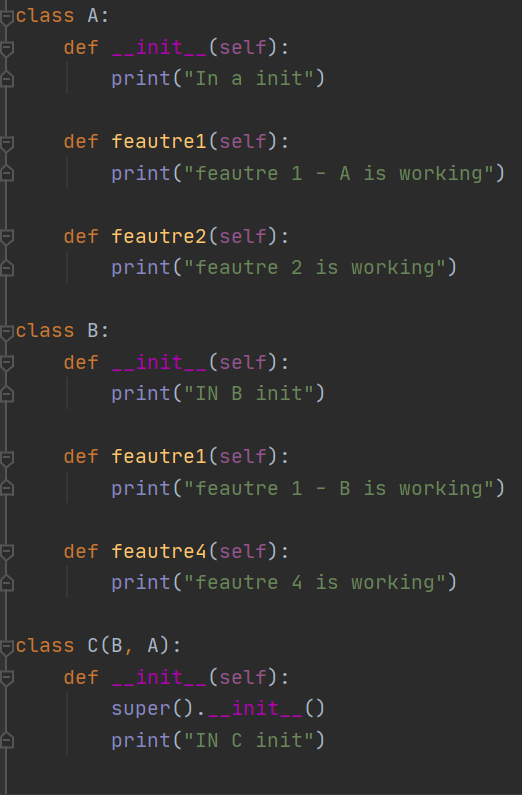 class A:
    def __init__(self):
        print("In a init")
    def feautre1(self):
        print("feautre 1 - A is working")
    def feautre2(self):
        print("feautre 2 is working")
class B:
    def __init__(self):
        print("IN B init")
    def feautre1(self):
        print("feautre 1 - B is working")
    def feautre4(self):
        print("feautre 4 is working")
class C(B, A):
    def __init__(self):
        super().__init__()
        print("IN C init")